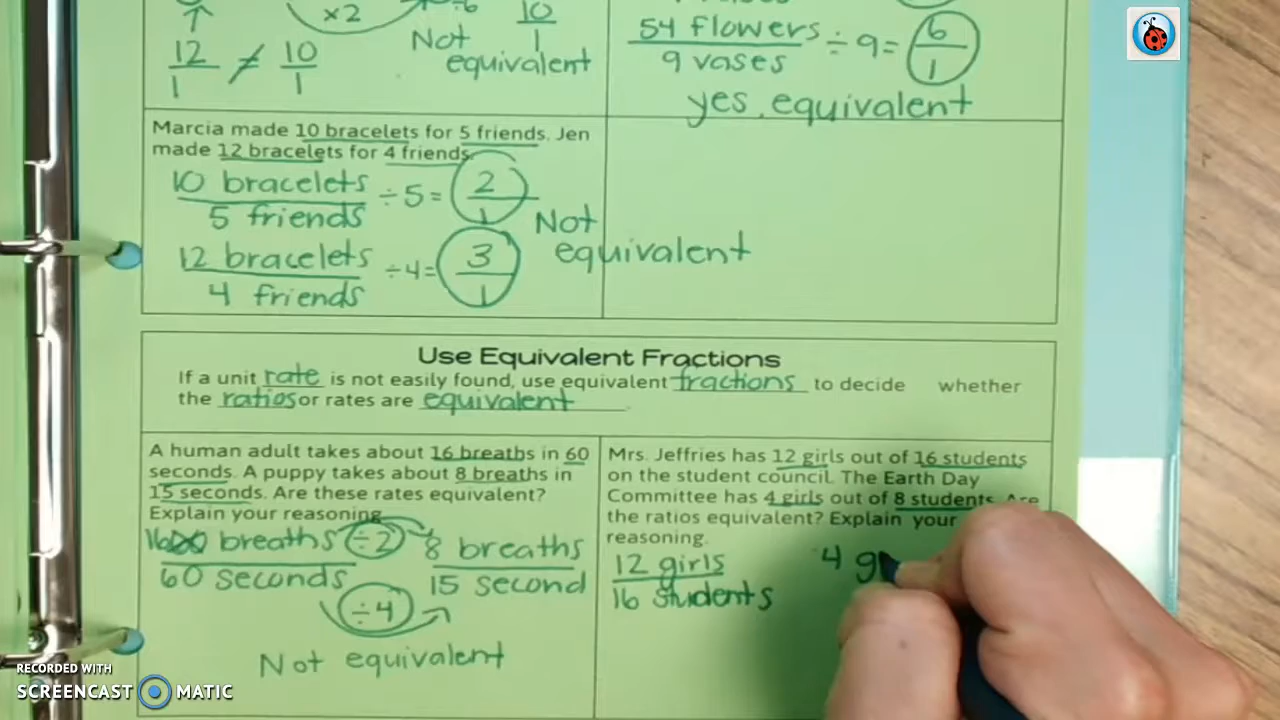 ×2
÷6
10
1
12
1
≠
10
1
Not
equivalent
54 flowers
9 vases
÷ 9 =
6
1
yes, equivalent
Marcia made 10 bracelets for 5 friends. Jen
made 12 bracelets for 4 friends.
10 bracelets
5 friends
÷ 5 =
2
1
Not
equivalent
12 bracelets
4 friends
÷ 4 =
3
1
Use Equivalent Fractions
If a unit rate is not easily found, use equivalent fractions to decide whether
the ratios or rates are equivalent.
A human adult takes about 16 breaths in 60
seconds. A puppy takes about 8 breaths in
15 seconds. Are these rates equivalent?
Explain your reasoning.
breaths
60 seconds
÷2
8 breaths
15 second
÷4
Not equivalent
Mrs. Jeffries has 12 girls out of 16 students
on the student council. The Earth Day
Committee has 4 girls out of 8 students. Are
the ratios equivalent? Explain your
reasoning.
12 girls
16 students
4 g
RECORDED WITH
SCREENCAST MATIC